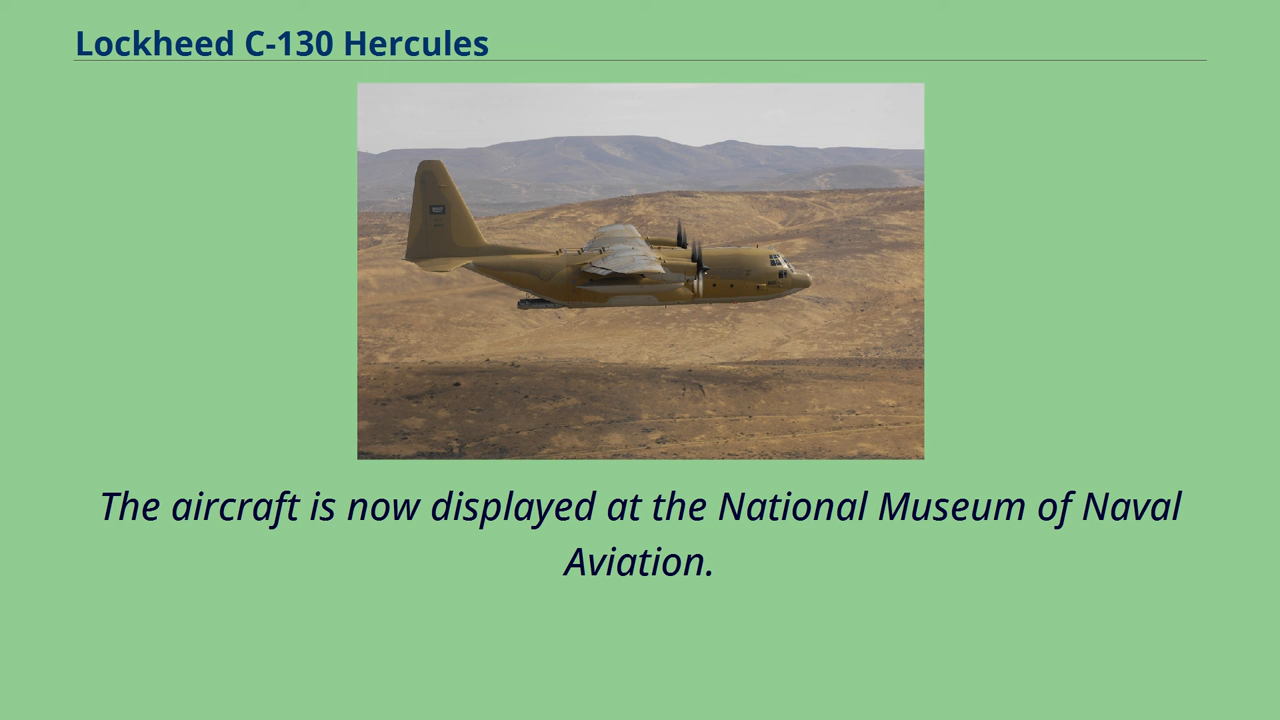 Lockheed C-130 Hercules
The aircraft is now displayed at the National Museum of Naval
Aviation.